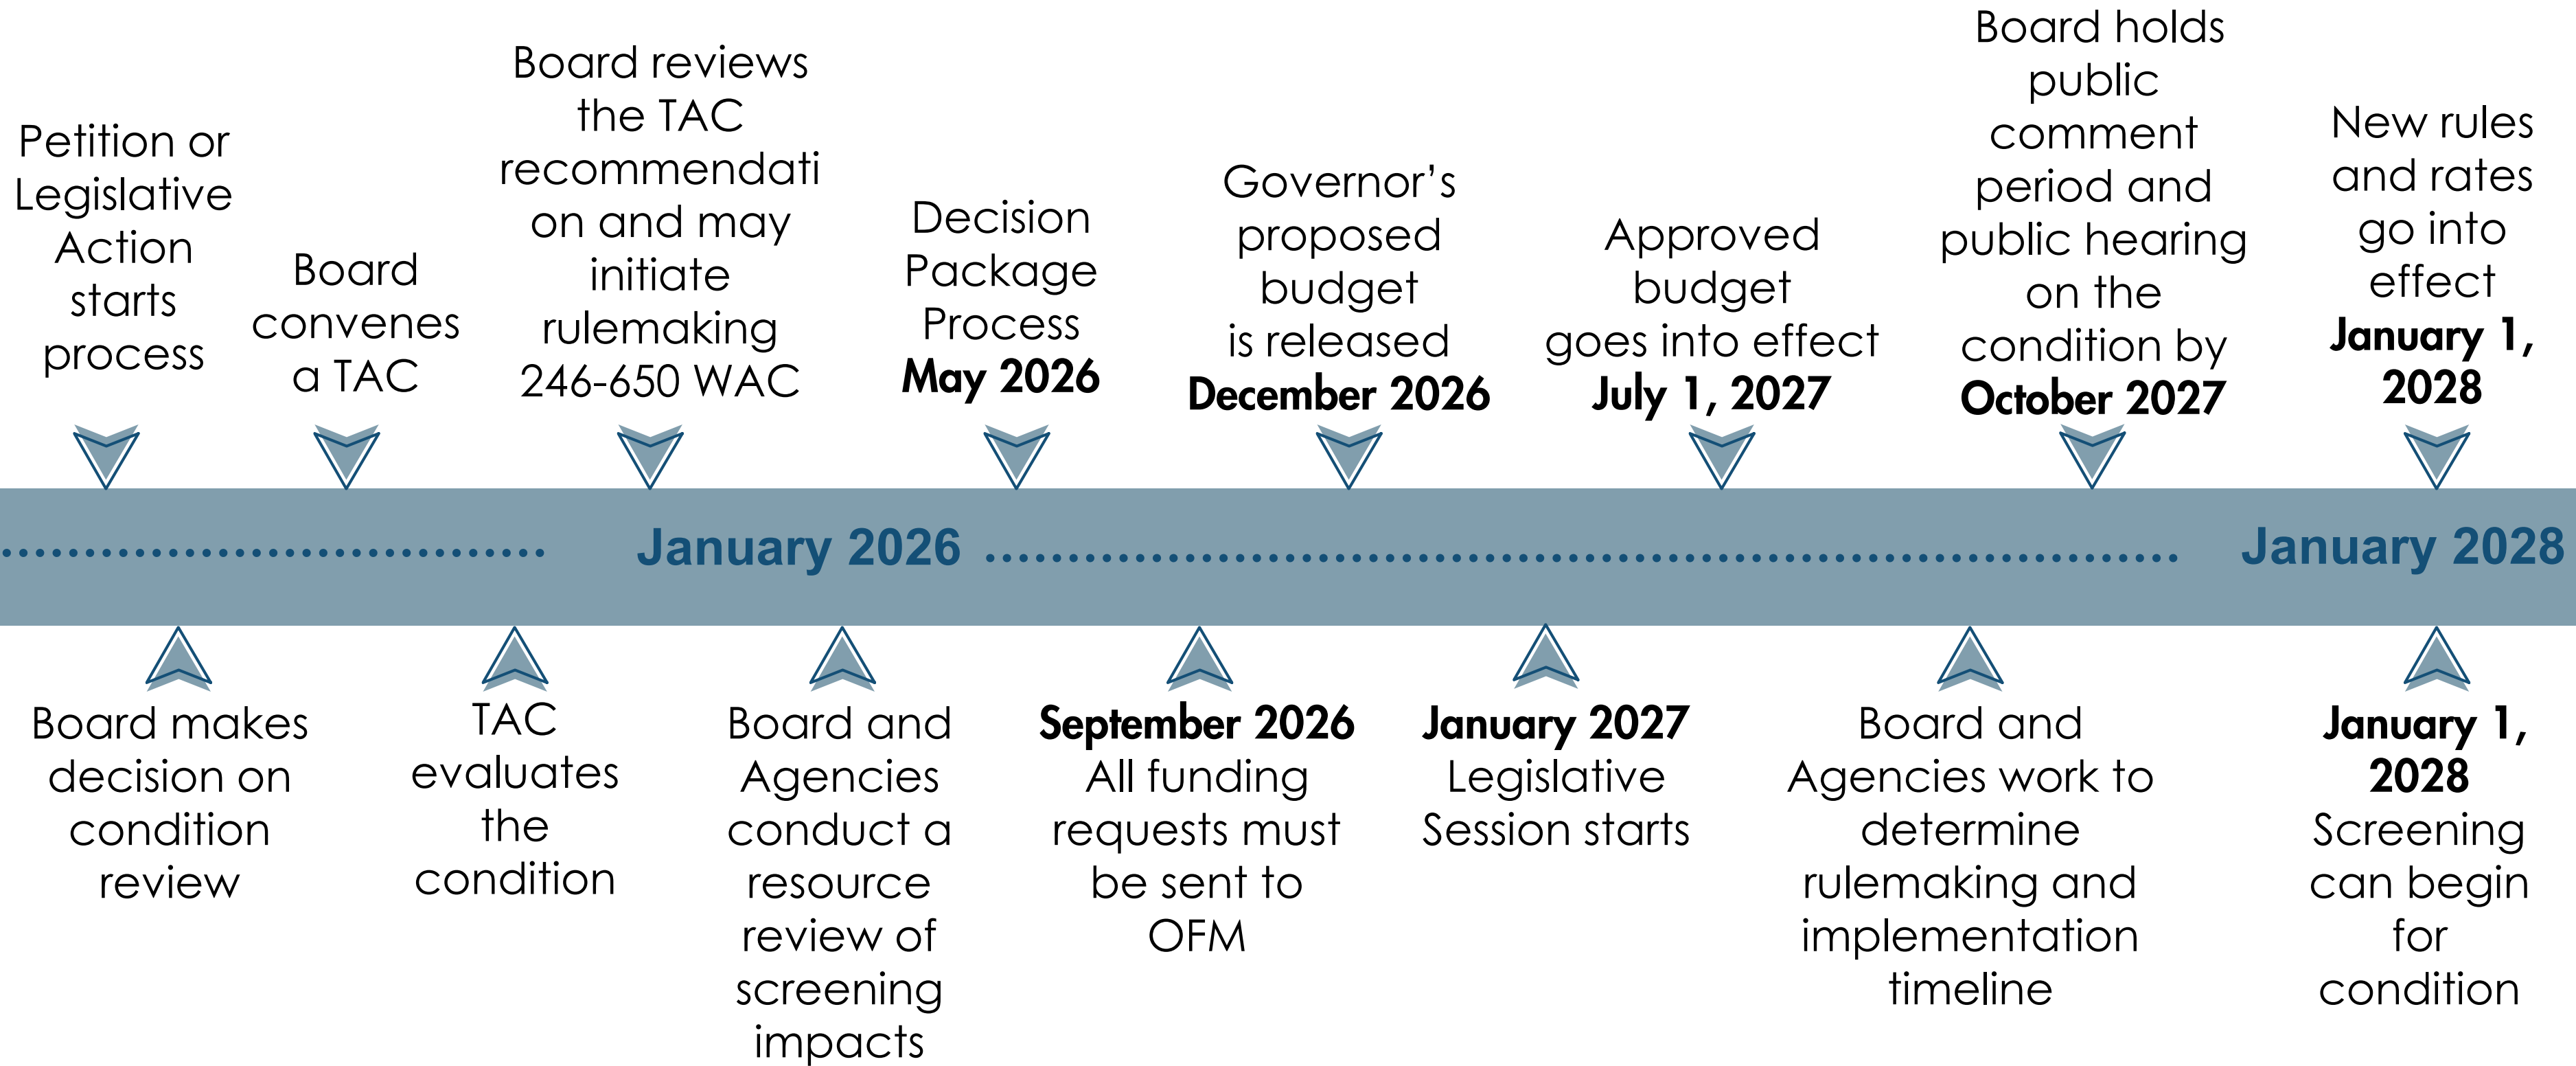 Petition or
Legislative
Action
starts
process
Board
convenes
a TAC
Board reviews
the TAC
recommendati
on and may
initiate
rulemaking
246-650 WAC
Decision
Package
Process
May 2026
Governor’s
proposed
budget
is released
December 2026
Approved
budget
goes into effect
July 1, 2027
Board holds
public
comment
period and
public hearing
on the
condition by
October 2027
New rules
and rates
go into
effect
January 1,
2028
January 2026
January 2028
Board makes
decision on
condition
review
TAC
evaluates
the
condition
Board and
Agencies
conduct a
resource
review of
screening
impacts
September 2026
All funding
requests must
be sent to
OFM
January 2027
Legislative
Session starts
Board and
Agencies work to
determine
rulemaking and
implementation
timeline
January 1,
2028
Screening
can begin
for
condition